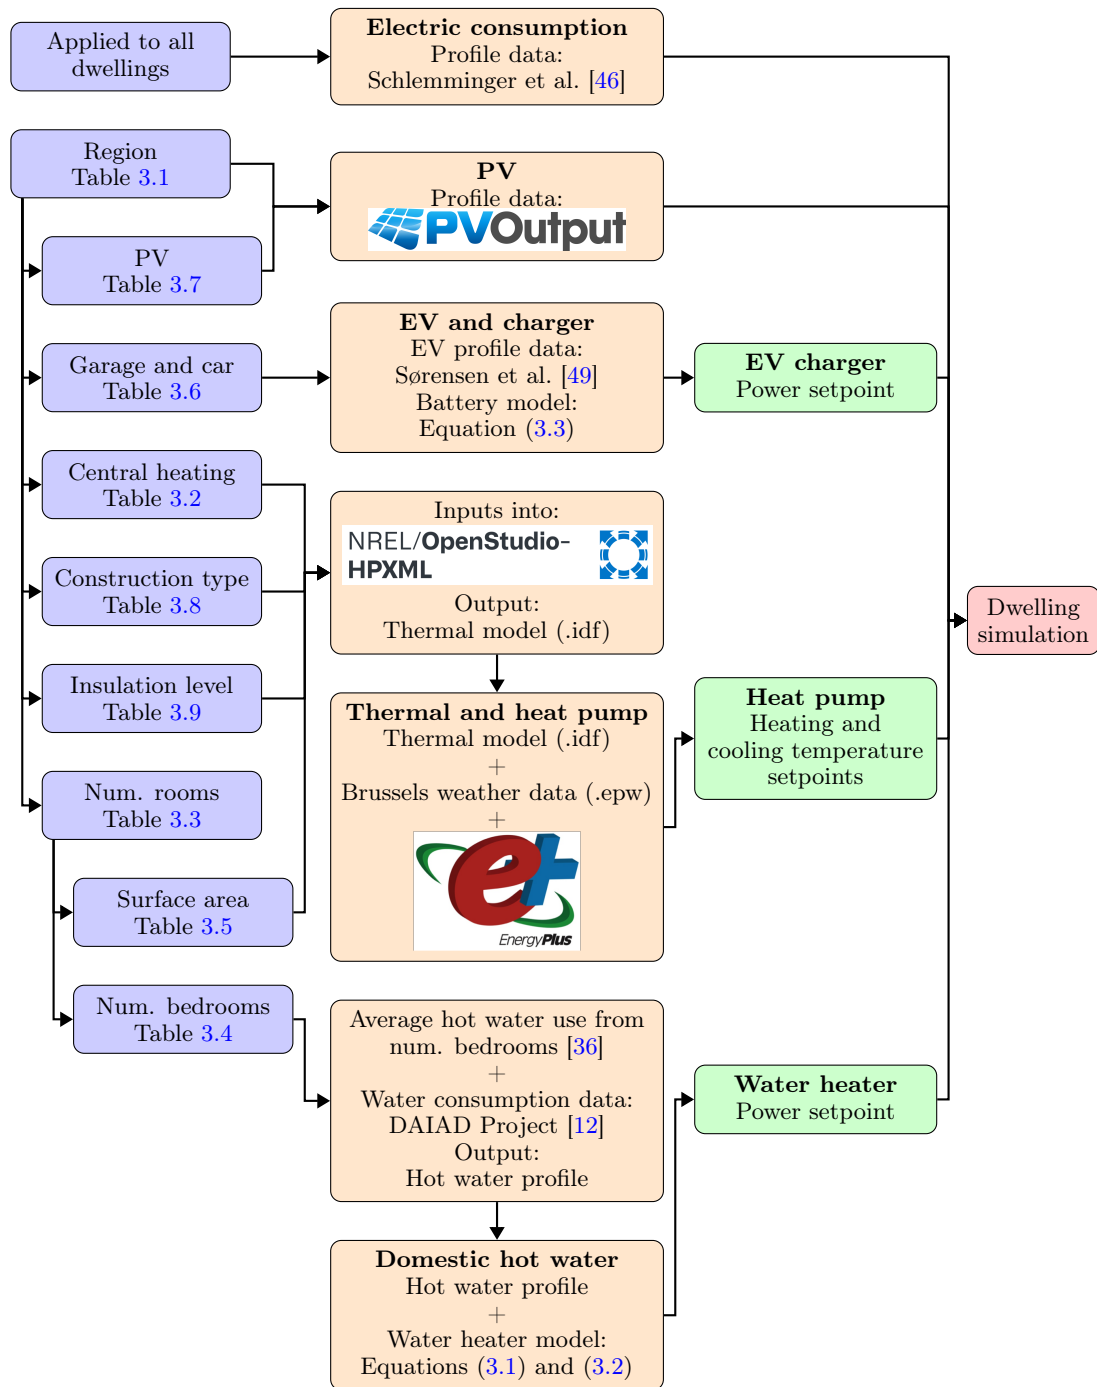 Applied to all
dwellings
Electric consumption
Profile data:
Schlemminger et al. [46]
Region
Table 3.1
PV
Profile data:
PVOutput
PV
Table 3.7
Garage and car
Table 3.6
EV and charger
EV profile data:
Sørensen et al. [49]
Battery model:
Equation (3.3)
EV charger
Power setpoint
Central heating
Table 3.2
Inputs into:
NREL/OpenStudio-
HPXML
Output:
Thermal model (.idf)
Construction type
Table 3.8
Dwelling
simulation
Insulation level
Table 3.9
Thermal and heat pump
Thermal model (.idf)
+
Brussels weather data (.epw)
+
e+
EnergyPlus
Heat pump
Heating and
cooling temperature
setpoints
Num. rooms
Table 3.3
Surface area
Table 3.5
Num. bedrooms
Table 3.4
Average hot water use from
num. bedrooms [36]
+
Water consumption data:
DAIAD Project [12]
Output:
Hot water profile
Water heater
Power setpoint
Domestic hot water
Hot water profile
+
Water heater model:
Equations (3.1) and (3.2)